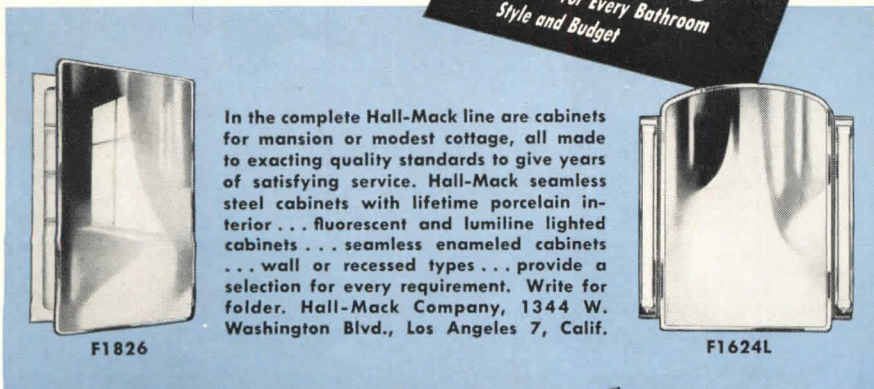 for Every Bathroom
Style and Budget
In the complete Hall-Mack line are cabinets
for mansion or modest cottage, all made
to exacting quality standards to give years
of satisfying service. Hall-Mack seamless
steel cabinets with lifetime porcelain in-
terior . . . fluorescent and lumiline lighted
cabinets . . . seamless enameled cabinets
. . . wall or recessed types . . . provide a
selection for every requirement. Write for
folder. Hall-Mack Company, 1344 W.
Washington Blvd., Los Angeles 7, Calif.
F1826
F1624L